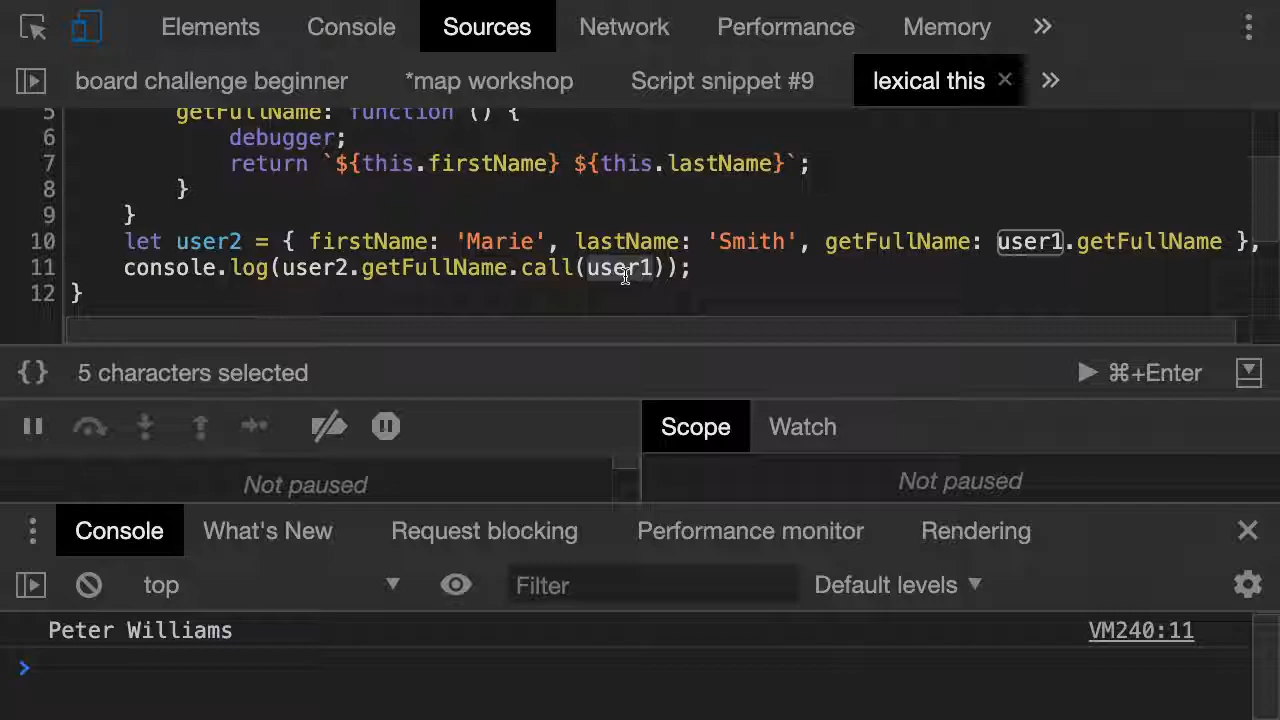 Elements Console Sources Network Performance Memory »
board challenge beginner *map workshop Script snippet #9 lexical this × »
5 getFullName: function () {
6 debugger;
7 return `${this.firstName} ${this.lastName}`;
8 }
9 }
10 let user2 = { firstName: 'Marie', lastName: 'Smith', getFullName: user1.getFullName },
11 console.log(user2.getFullName.call(user1));
12 }
{} 5 characters selected ⌘+Enter
Scope Watch
Not paused Not paused
Console What's New Request blocking Performance monitor Rendering
top Filter Default levels
Peter Williams VM240:11
>